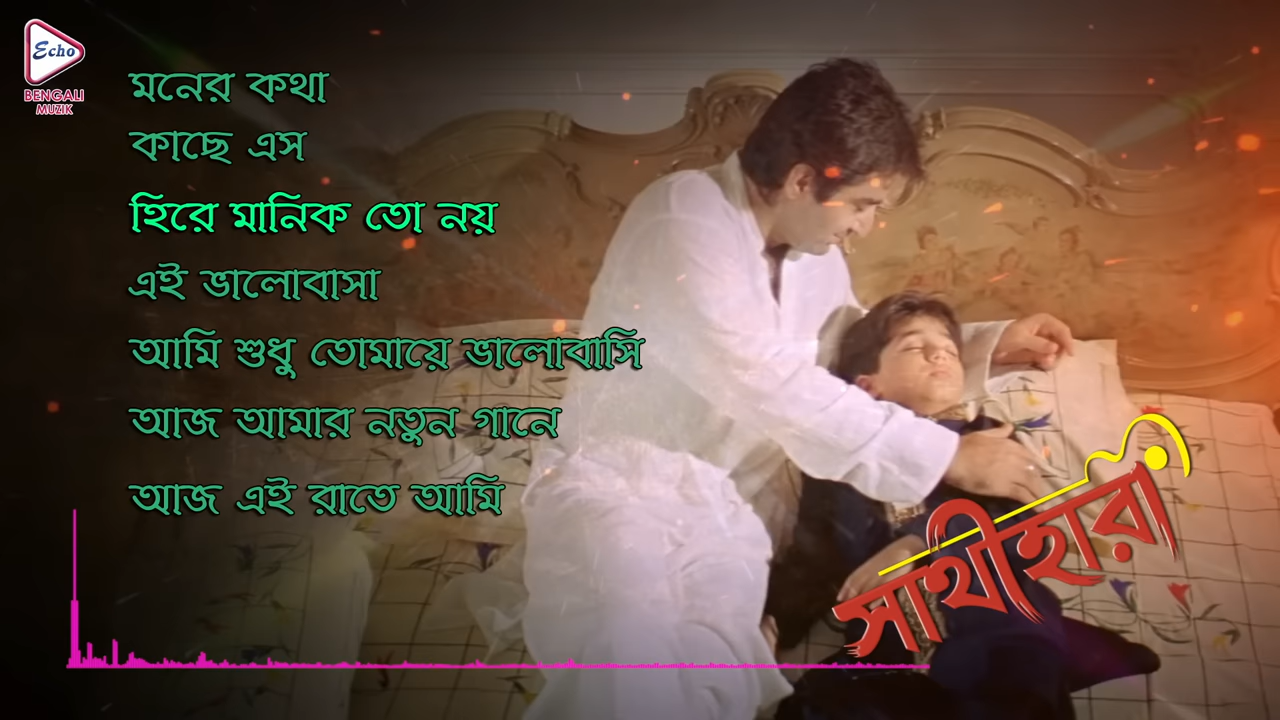 Echo
BENGALI
MUZIK
মনের কথা
কাছে এস
হিরে মানিক তো নয়
এই ভালোবাসা
আমি শুধু তোমায়ে ভালোবাসি
আজ আমার নতুন গানে
আজ এই রাতে আমি
সাথীহারা